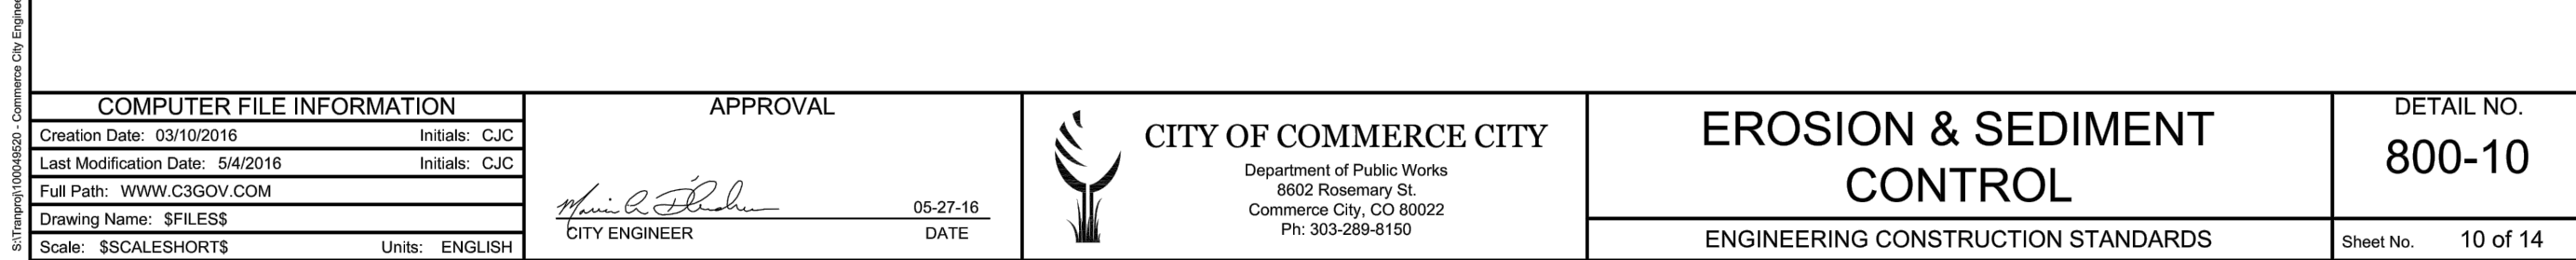 S:\Tranproj\100049520 - Commerce City Enginee
COMPUTER FILE INFORMATION
Creation Date: 03/10/2016 Initials: CJC
Last Modification Date: 5/4/2016 Initials: CJC
Full Path: WWW.C3GOV.COM
Drawing Name: $FILES$
Scale: $SCALESHORT$ Units: ENGLISH
APPROVAL
05-27-16
CITY ENGINEER DATE
CITY OF COMMERCE CITY
Department of Public Works
8602 Rosemary St.
Commerce City, CO 80022
Ph: 303-289-8150
EROSION & SEDIMENT
CONTROL
ENGINEERING CONSTRUCTION STANDARDS
DETAIL NO.
800-10
Sheet No. 10 of 14